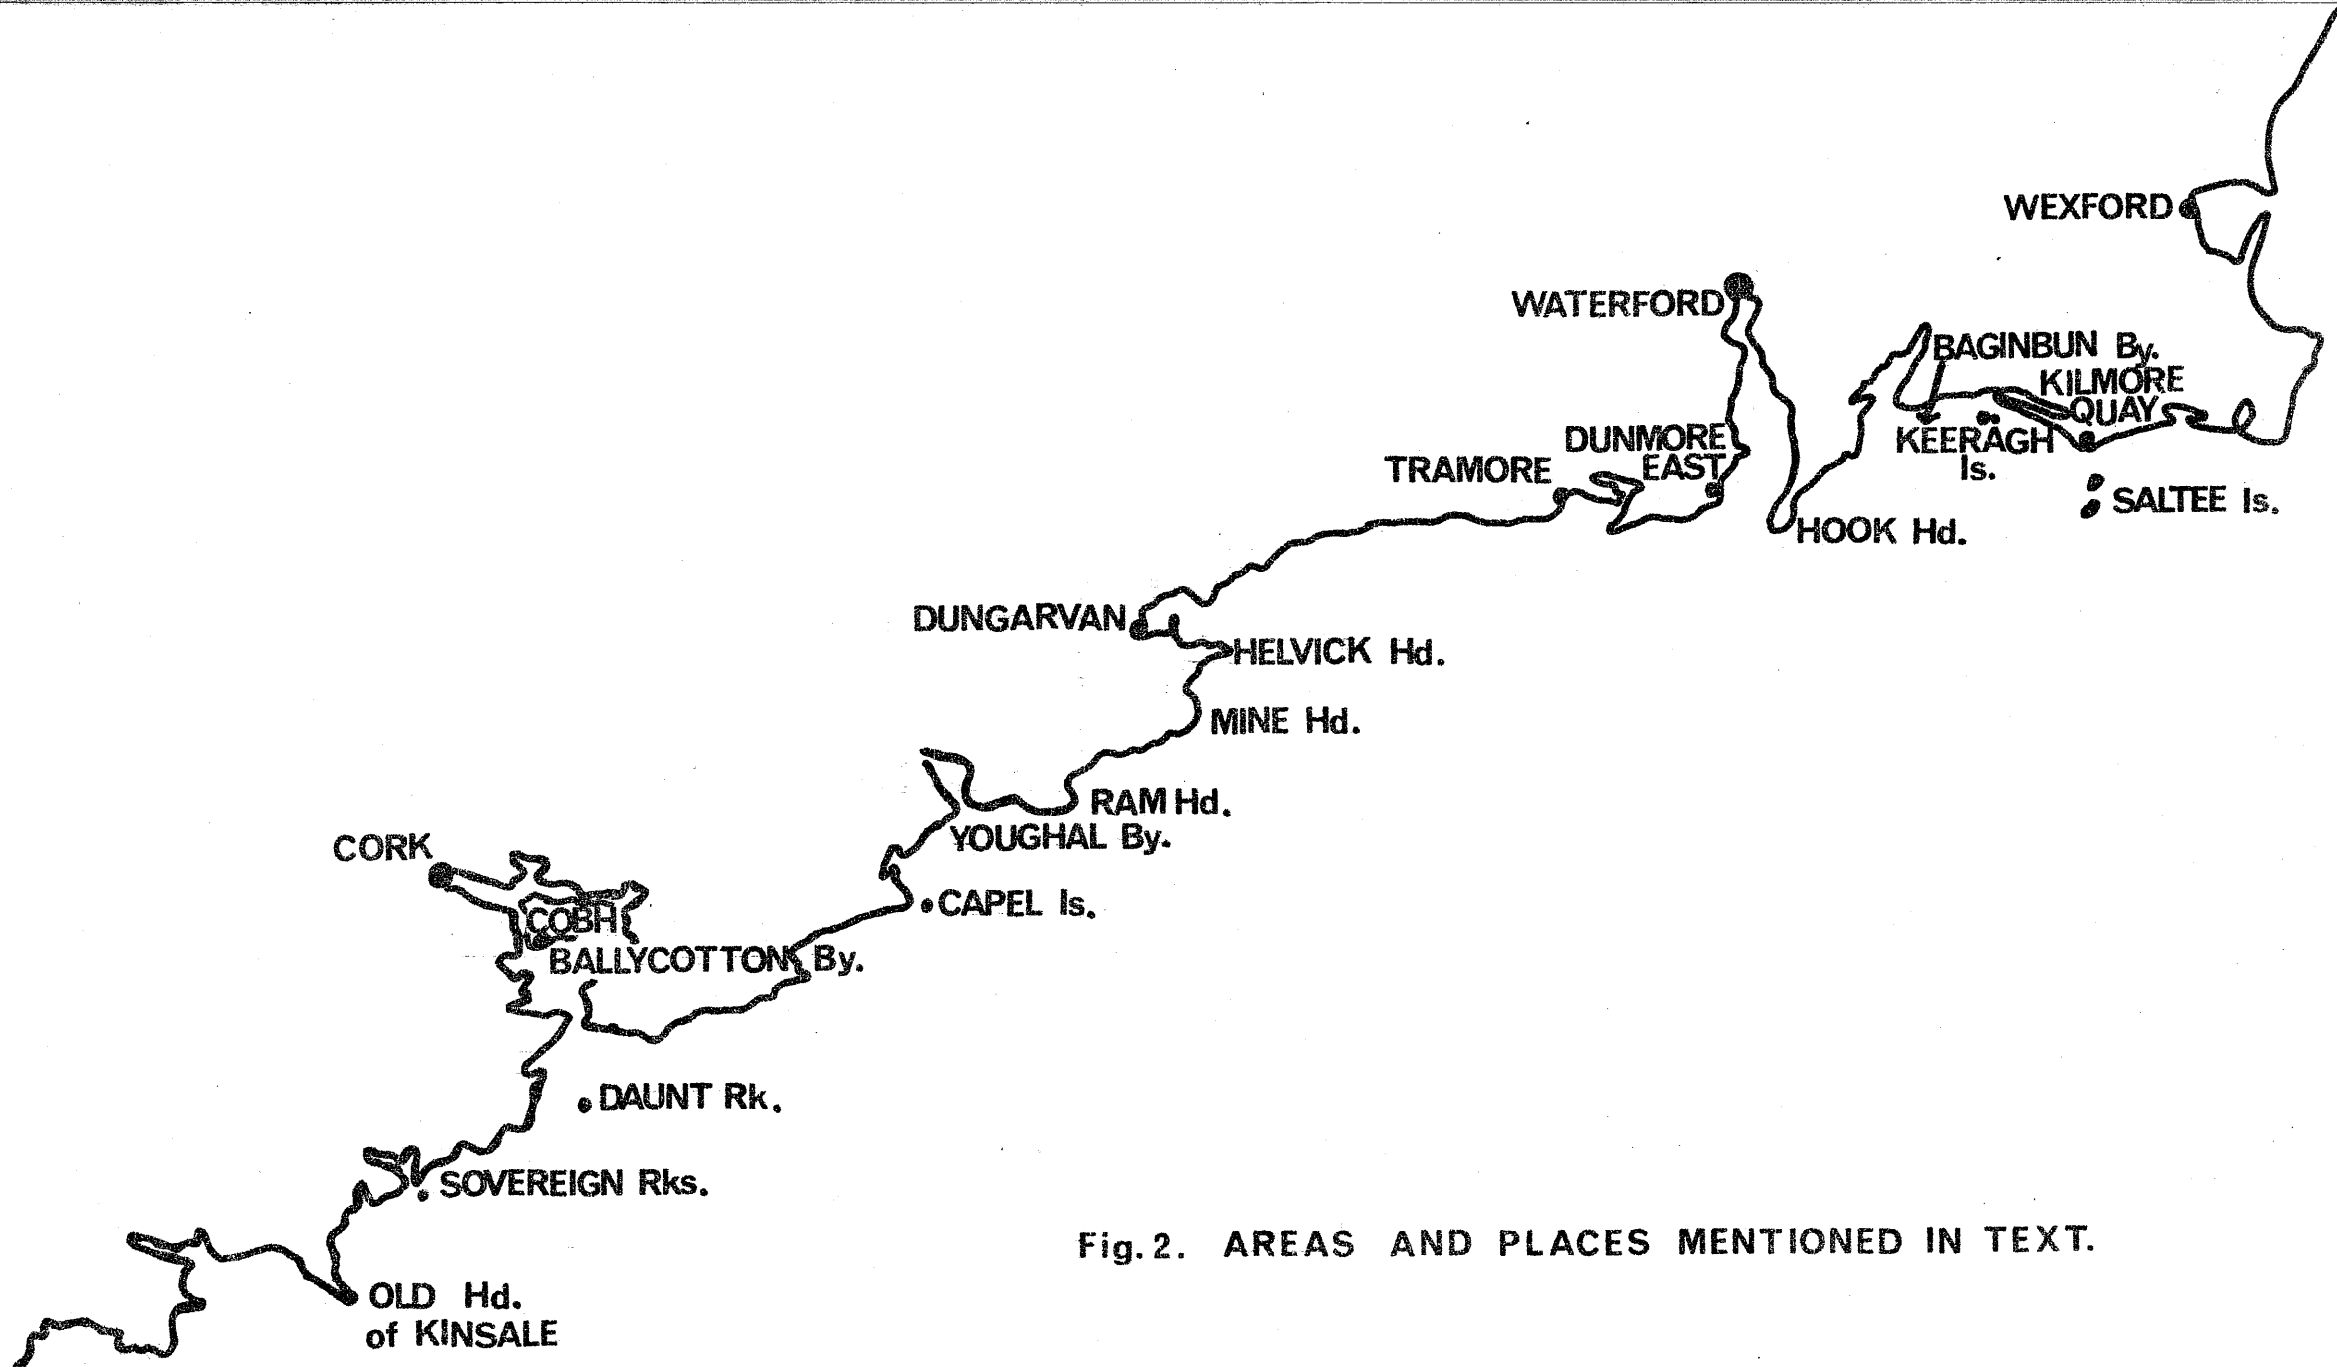 WEXFORD
WATERFORD
BAGINBUN By.
KILMORE
QUAY
DUNMORE
EAST
KEERAGH
Is.
TRAMORE
SALTEE Is.
HOOK Hd.
DUNGARVAN
HELVICK Hd.
MINE Hd.
RAM Hd.
YOUGHAL By.
CORK
CAPEL Is.
COBH
BALLYCOTTON By.
DAUNT Rk.
SOVEREIGN Rks.
OLD Hd.
of KINSALE
Fig. 2. AREAS AND PLACES MENTIONED IN TEXT.